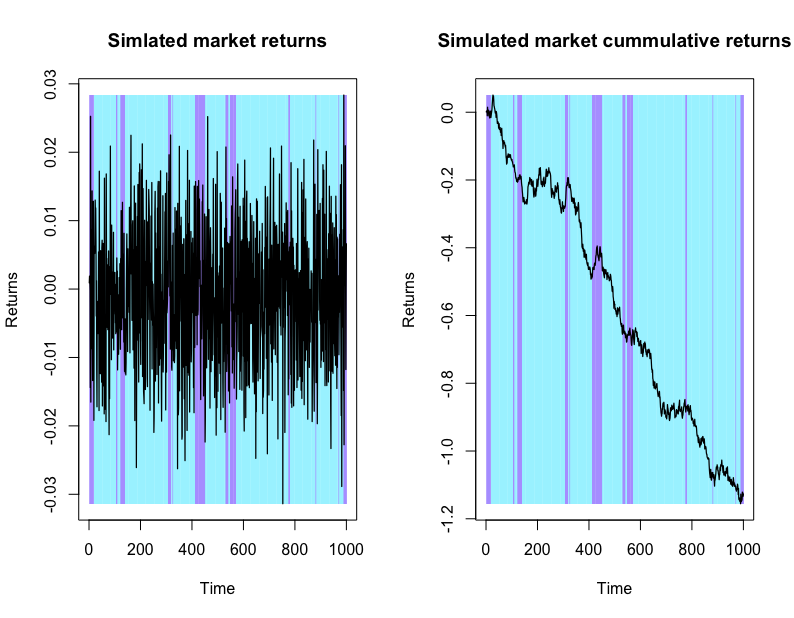 Simlated market returns
Returns
0.03
0.02
0.01
0.00
-0.01
-0.02
-0.03
0 200 400 600 800 1000
Time
Simulated market cummulative returns
Returns
0.0
-0.2
-0.4
-0.6
-0.8
-1.0
-1.2
0 200 400 600 800 1000
Time